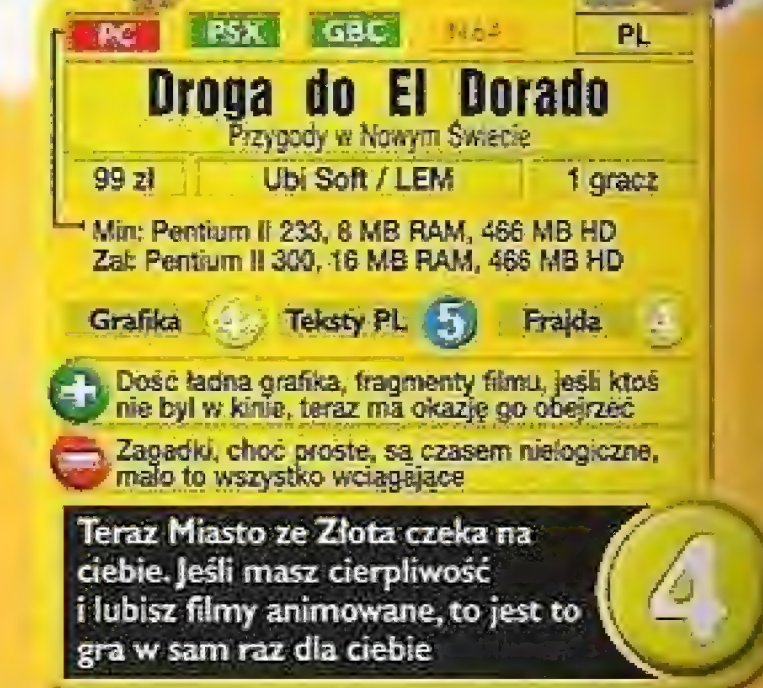 PC PSX GBC N64 PL
Droga do El Dorado
Przygody w Nowym Świecie
99 zł Ubi Soft / LEM 1 gracz
Min: Pentium II 233, 8 MB RAM, 466 MB HD
Zal: Pentium II 300, 16 MB RAM, 466 MB HD
Grafika 4 Teksty PL 5 Frajda
Dość ładna grafika, fragmenty filmu, jeśli ktoś
nie był w kinie, teraz ma okazję go obejrzeć
Zagadki, choć proste, są czasem nielogiczne,
mało to wszystko wciągające
Teraz Miasto ze Złota czeka na
ciebie. Jeśli masz cierpliwość
i lubisz filmy animowane, to jest to
gra w sam raz dla ciebie
4